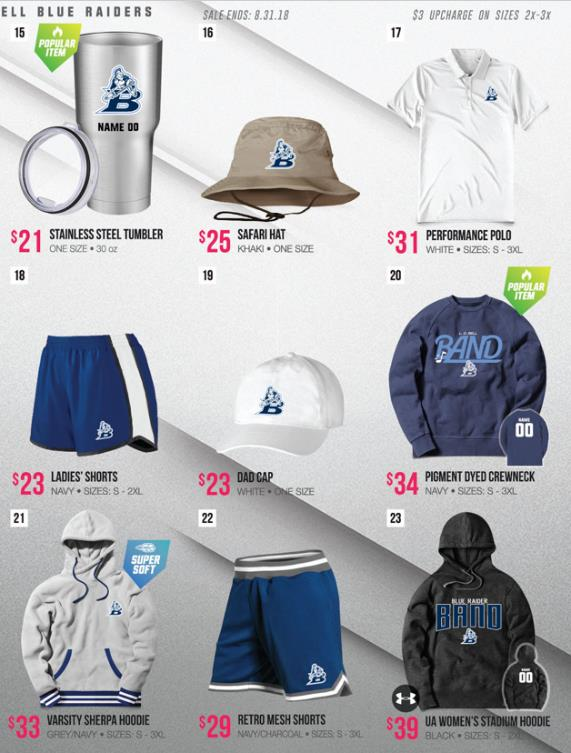 ELL BLUE RAIDERS
SALE ENDS: 8.31.18
$3 UPCHARGE ON SIZES 2X-3X
15
POPULAR
ITEM
B
NAME 00
$21
STAINLESS STEEL TUMBLER
ONE SIZE • 30 oz
16
B
$25
SAFARI HAT
KHAKI • ONE SIZE
17
B
$31
PERFORMANCE POLO
WHITE • SIZES: S - 3XL
18
B
$23
LADIES' SHORTS
NAVY • SIZES: S - 2XL
19
B
$23
DAD CAP
WHITE • ONE SIZE
20
POPULAR
ITEM
L. D. BELL
BAND
B
NAME
00
$34
PIGMENT DYED CREWNECK
NAVY • SIZES: S - 3XL
21
SUPER
SOFT
B
$33
VARSITY SHERPA HOODIE
GREY/NAVY • SIZES: S - 3XL
22
B
$29
RETRO MESH SHORTS
NAVY/CHARCOAL • SIZES: S - 3XL
23
BLUE RAIDER
BAND
B
NAME
00
$39
UA WOMEN'S STADIUM HOODIE
BLACK • SIZES: S - 2XL